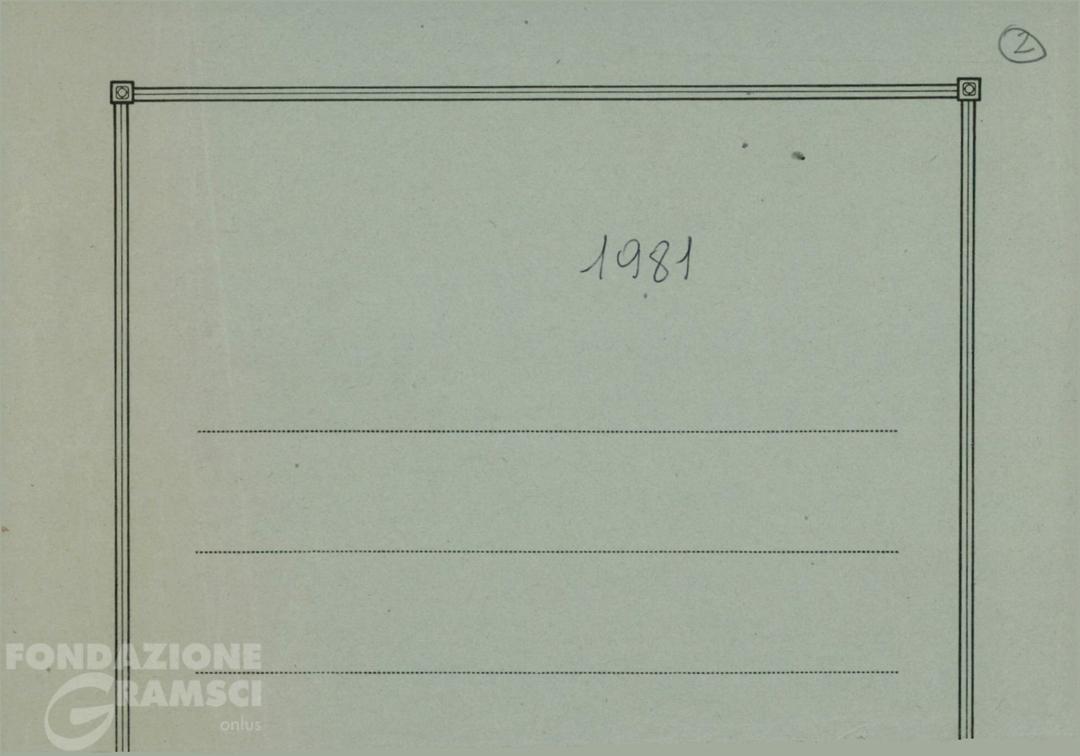 2
1981
FONDAZIONE
GRAMSCI
onlus